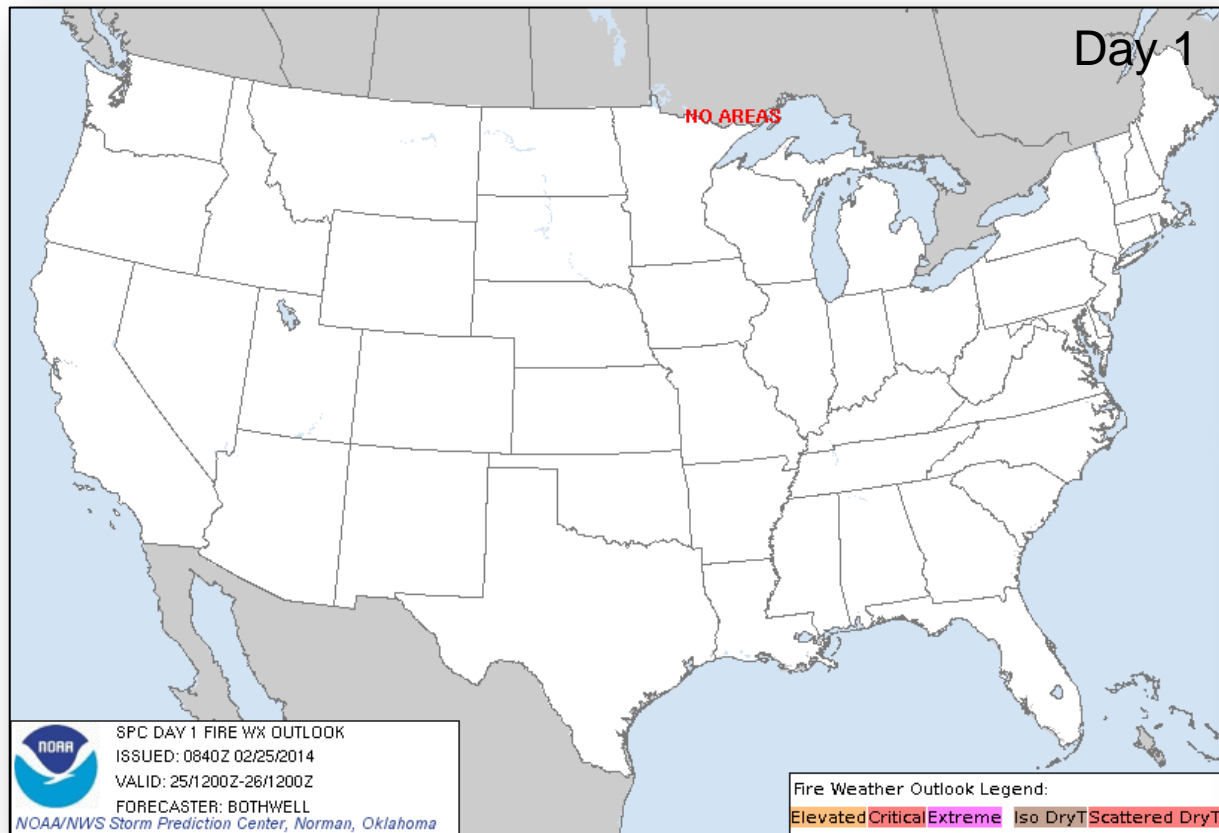 Day 1
NO AREAS
NOAA
SPC DAY 1 FIRE WX OUTLOOK
ISSUED: 0840Z 02/25/2014
VALID: 25/1200Z-26/1200Z
FORECASTER: BOTHWELL
NOAA/NWS Storm Prediction Center, Norman, Oklahoma
Fire Weather Outlook Legend:
Elevated Critical Extreme Iso DryT Scattered DryT